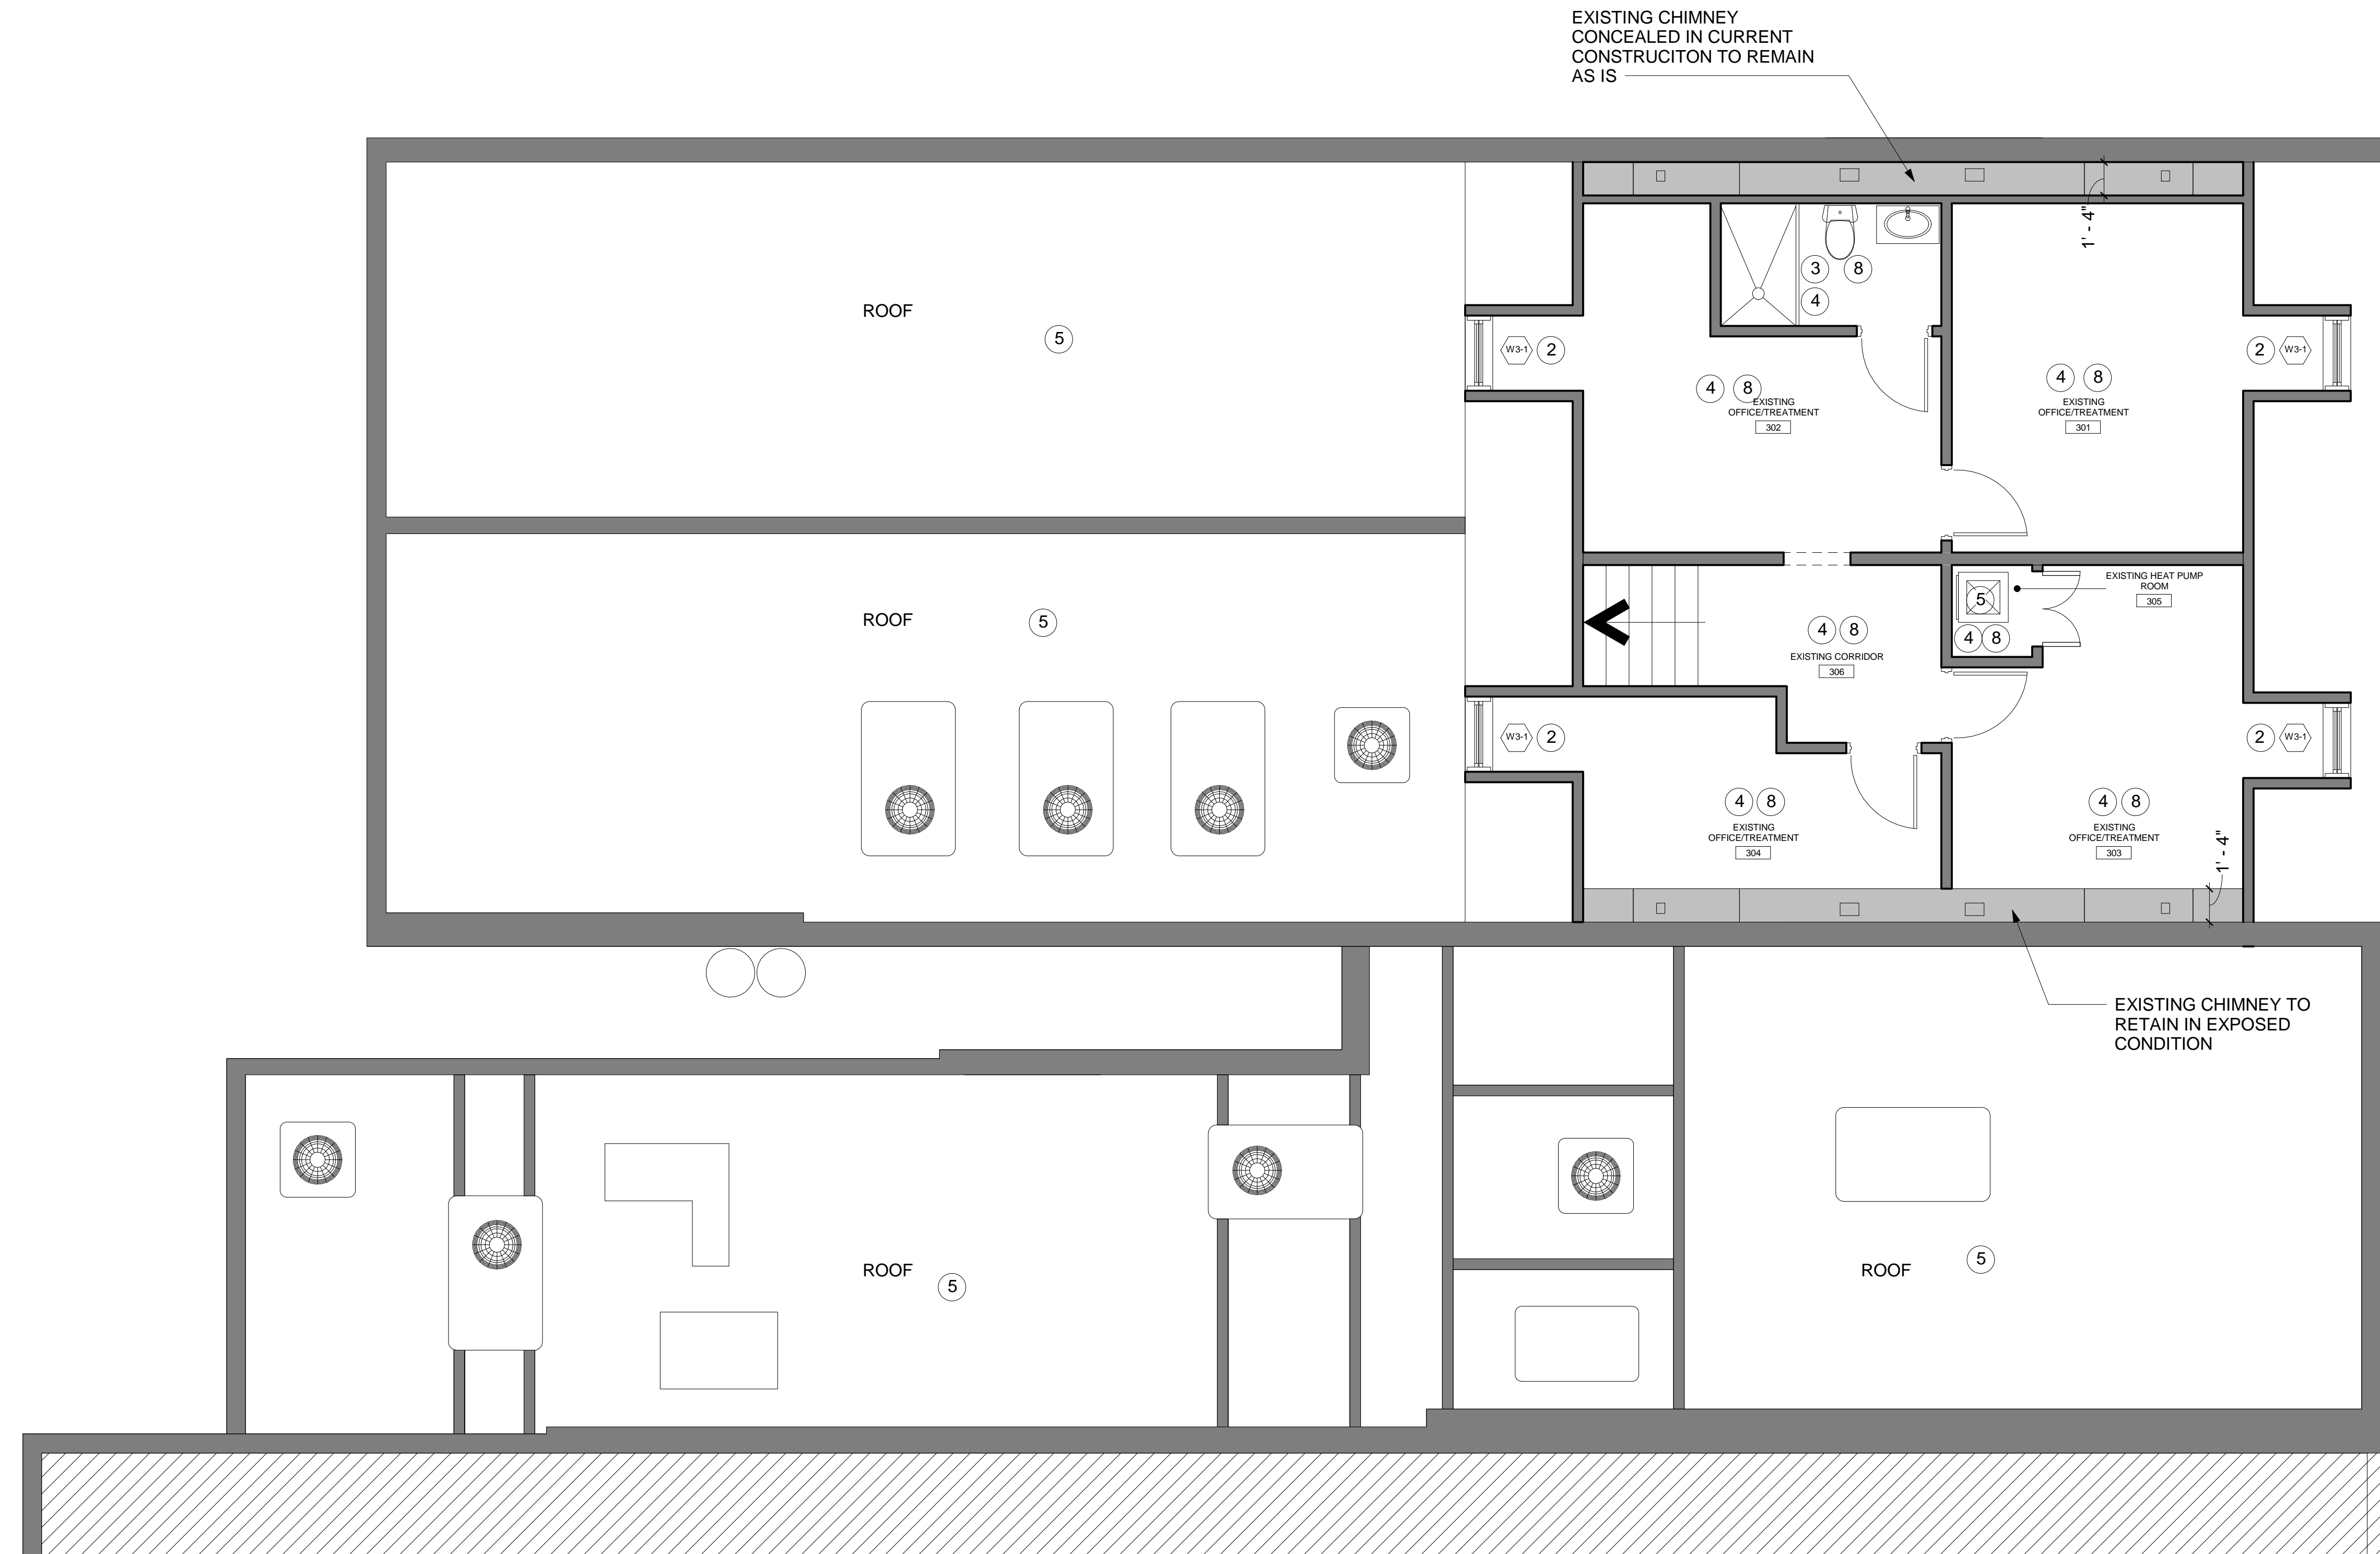 EXISTING CHIMNEY
CONCEALED IN CURRENT
CONSTRUCITON TO REMAIN
AS IS
1' - 4"
3 8
4
ROOF
5
W3-1 2
2 W3-1
4 8
EXISTING
OFFICE/TREATMENT
302
4 8
EXISTING
OFFICE/TREATMENT
301
EXISTING HEAT PUMP
ROOM
305
5
4 8
ROOF
5
4 8
EXISTING CORRIDOR
306
W3-1 2
2 W3-1
4 8
EXISTING
OFFICE/TREATMENT
304
4 8
EXISTING
OFFICE/TREATMENT
303
1' - 4"
EXISTING CHIMNEY TO
RETAIN IN EXPOSED
CONDITION
ROOF
5
ROOF
5